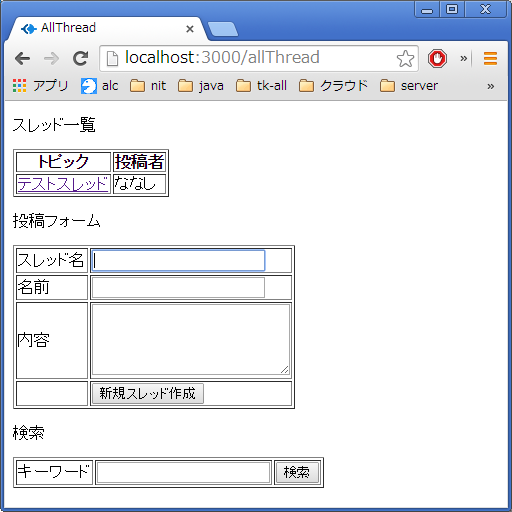 AllThread
localhost:3000/allThread
アプリ alc nit java tk-all クラウド server »
スレッド一覧
トピック 投稿者
テストスレッド ななし
投稿フォーム
スレッド名
名前
内容
新規スレッド作成
検索
キーワード 検索